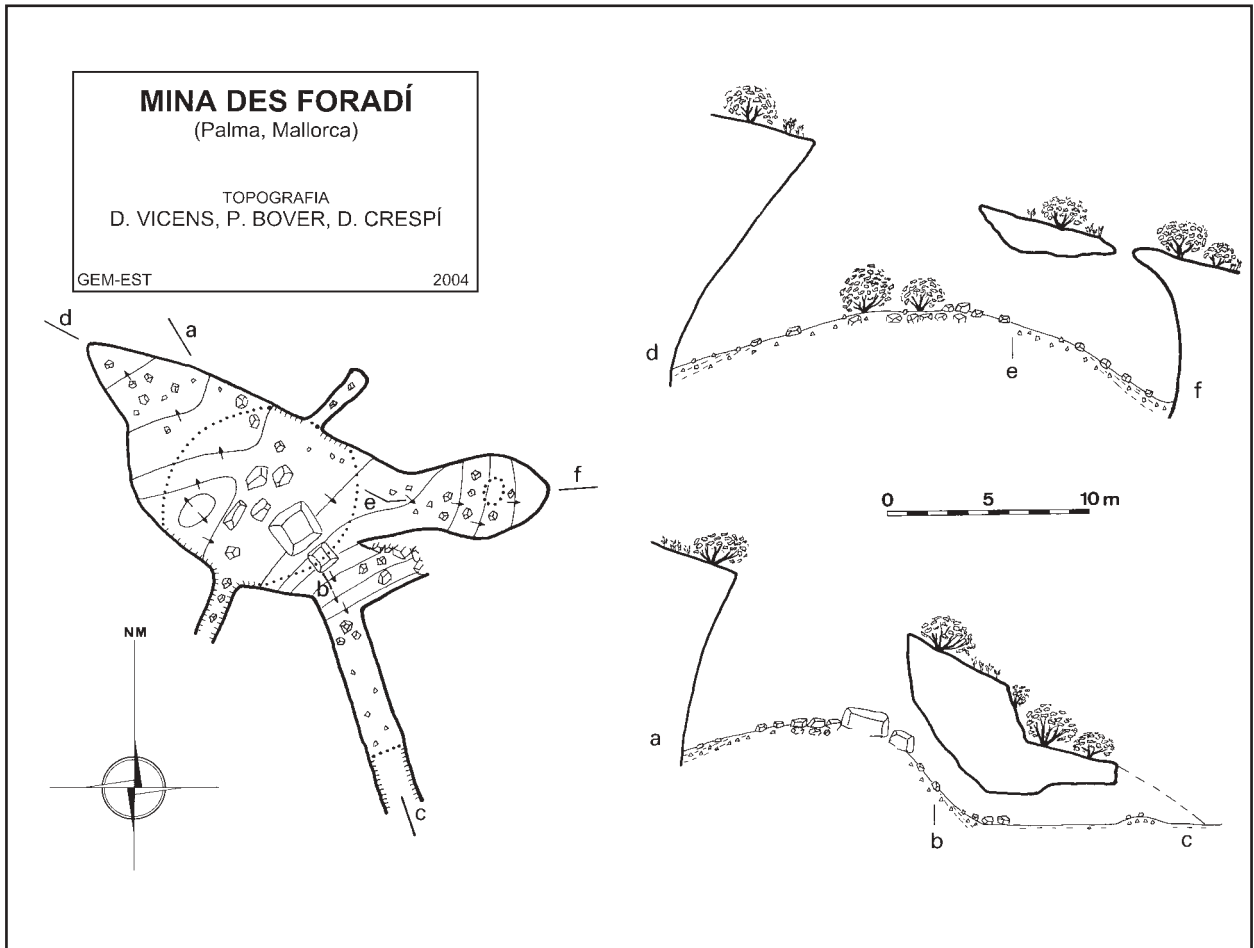 MINA DES FORADÍ
(Palma, Mallorca)
TOPOGRAFIA
D. VICENS, P. BOVER, D. CRESPÍ
GEM-EST 2004
d
a
e
f
b
c
NM
d
e
f
0 5 10 m
a
b
c